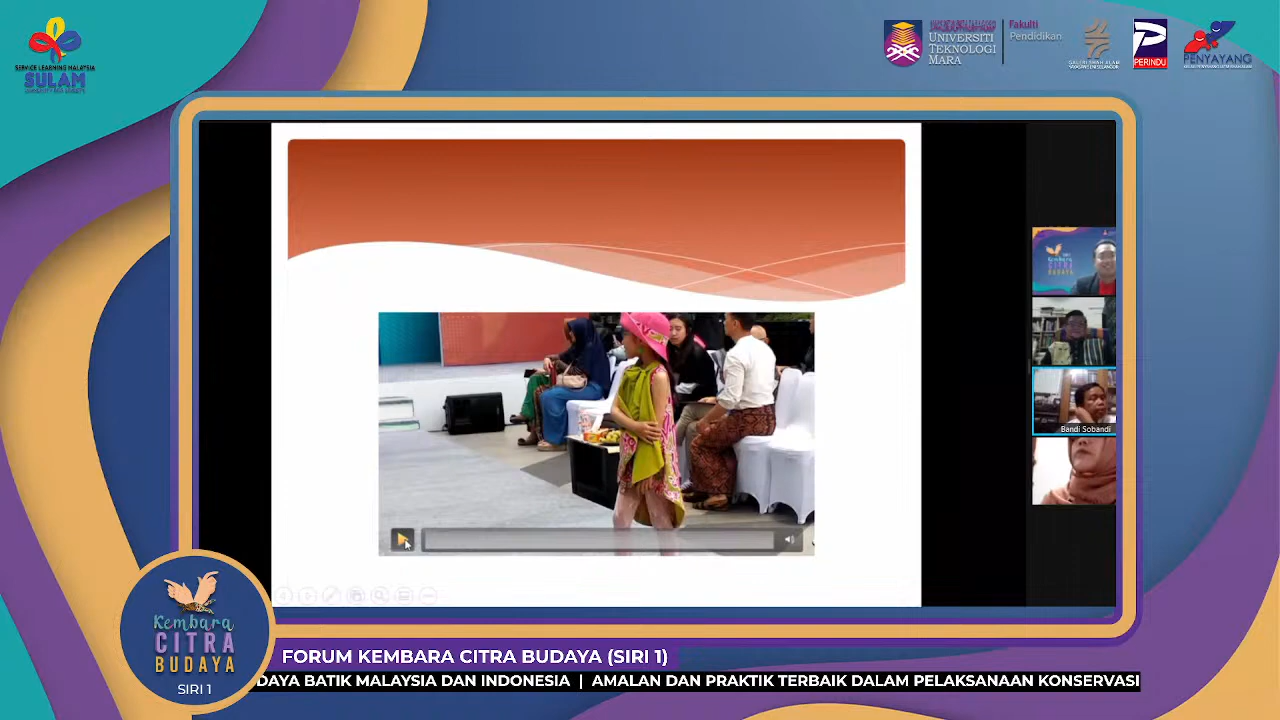 SERVICE LEARNING MALAYSIA
SULAM
UNIVERSITI TEKNOLOGI MARA
Fakulti Pendidikan
PERINDU
PENYAYANG
Bandi Sobandi
Kembara
CITRA
BUDAYA
SIRI 1
FORUM KEMBARA CITRA BUDAYA (SIRI 1)
DAYA BATIK MALAYSIA DAN INDONESIA | AMALAN DAN PRAKTIK TERBAIK DALAM PELAKSANAAN KONSERVASI